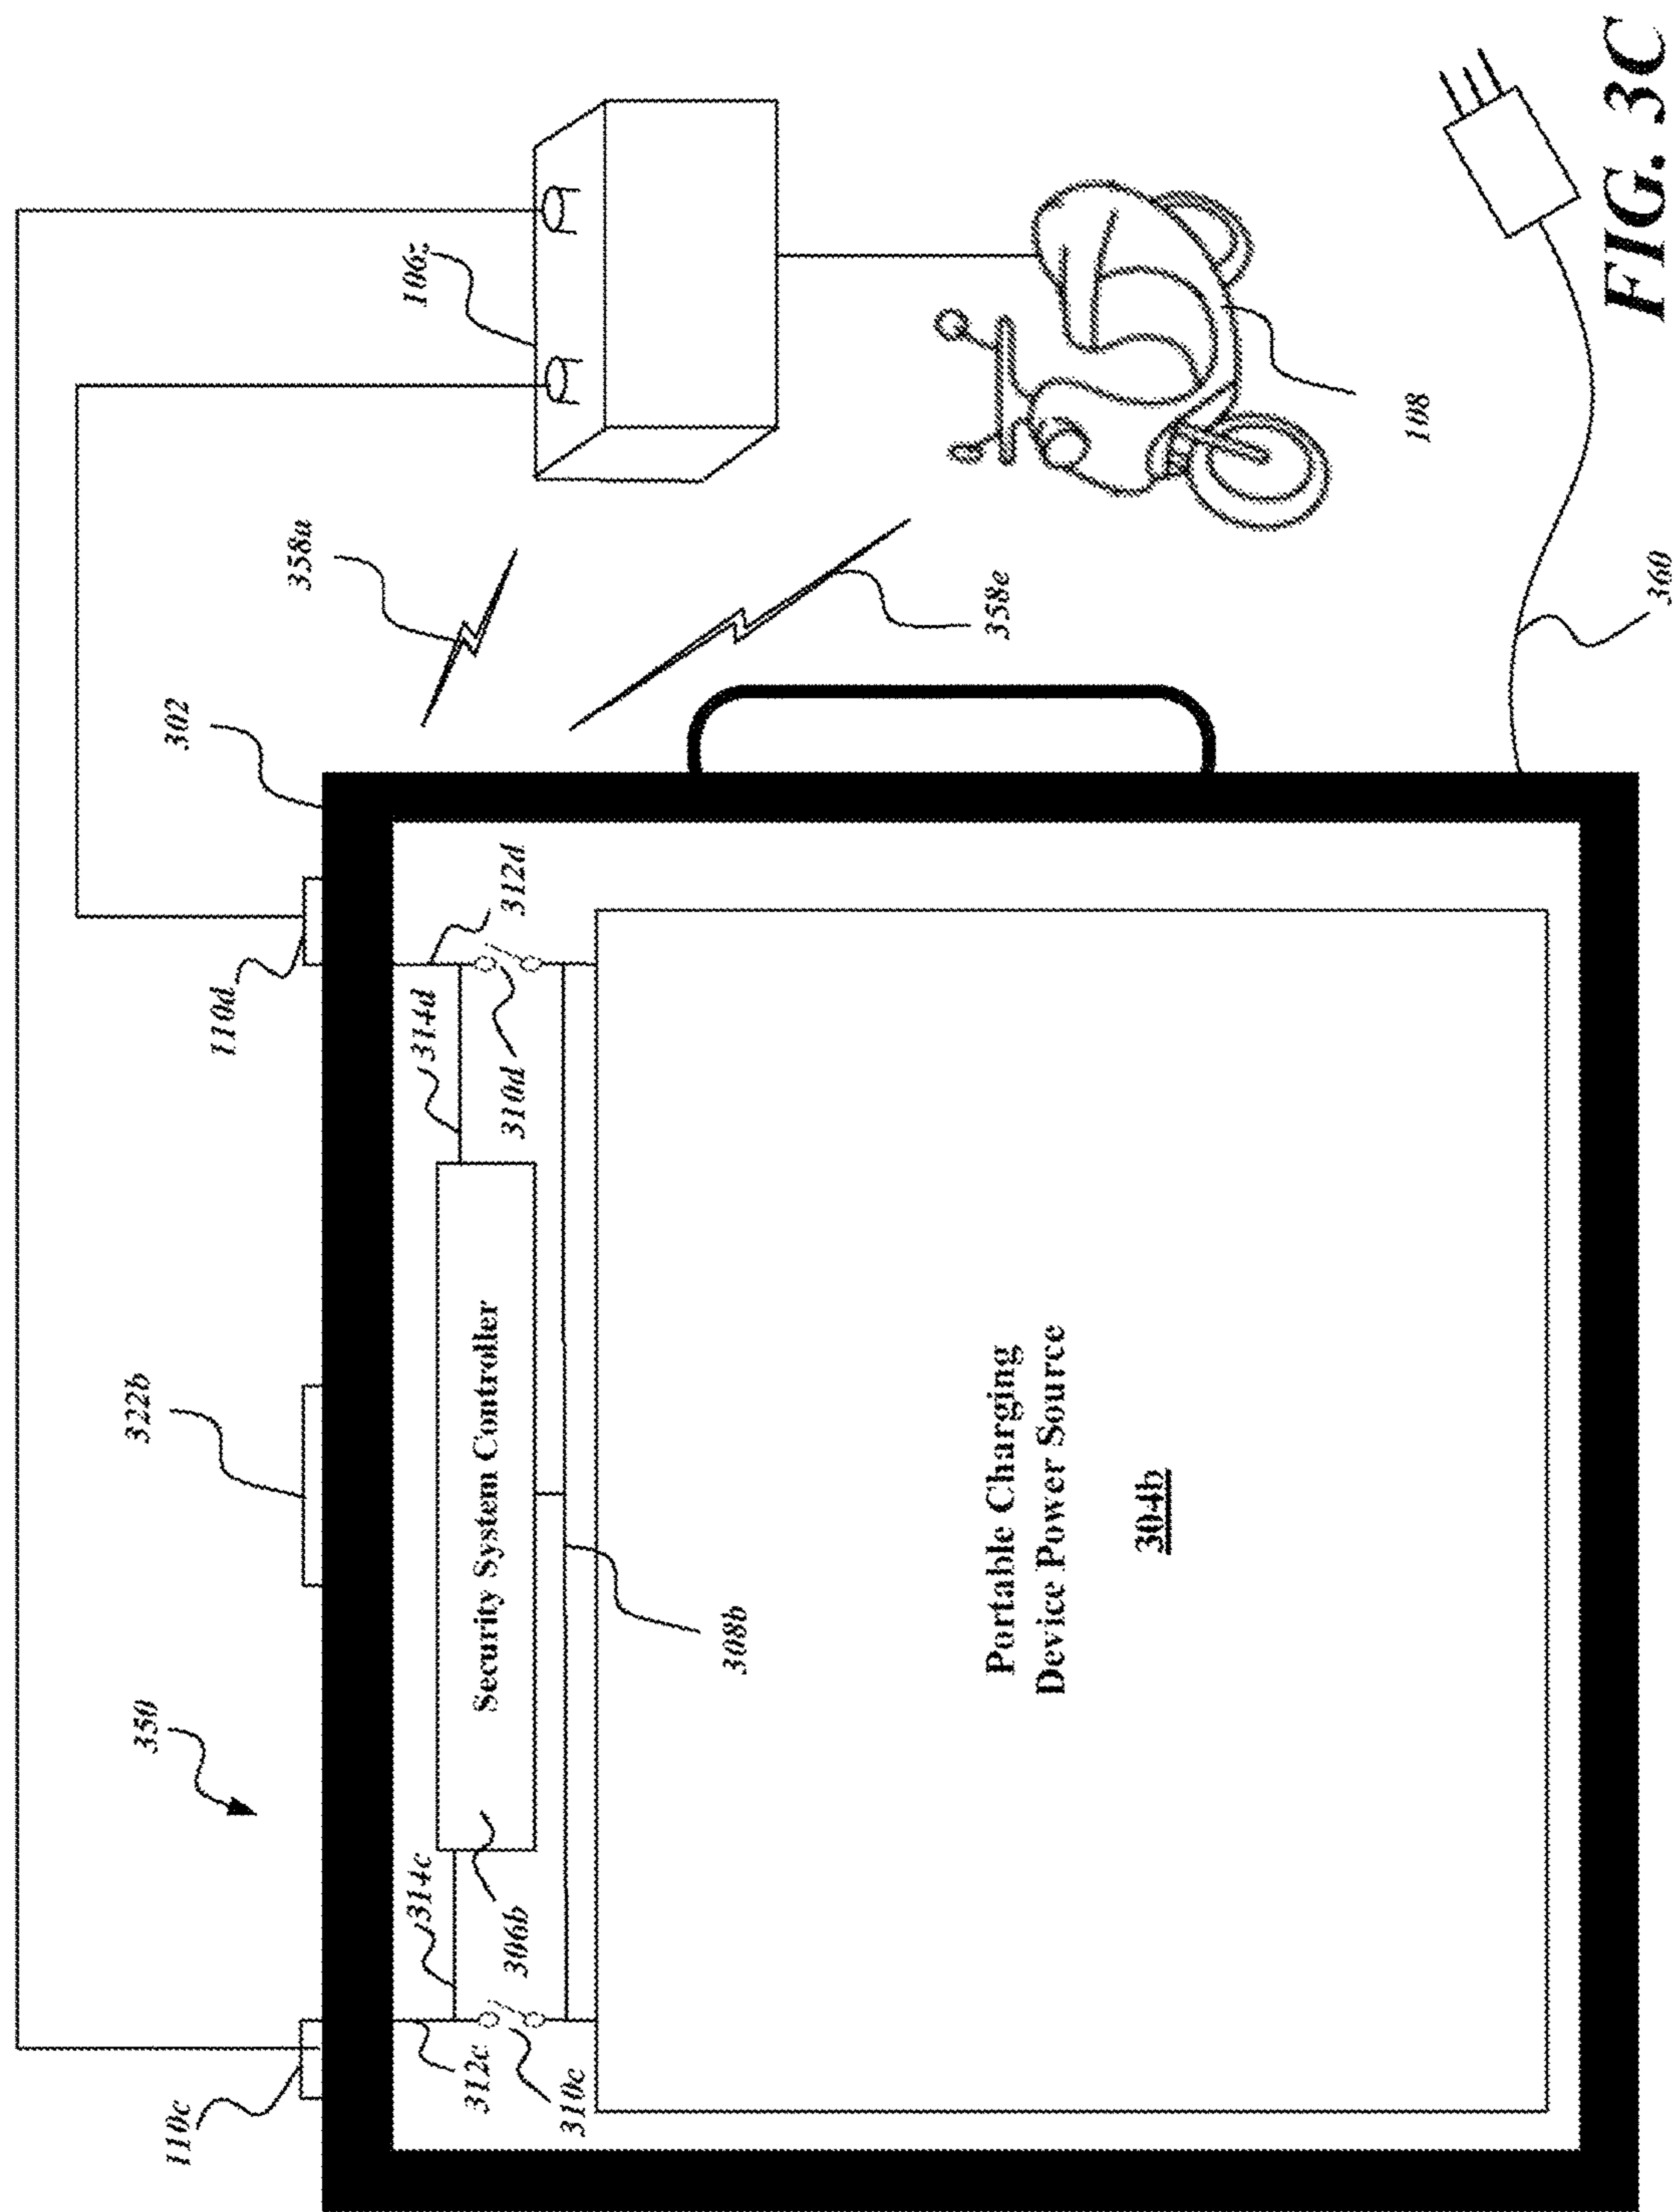 350
322b
302
110c
110d
358a
106z
314c
314d
312c
Security System Controller
306b
310d
312d
310c
308b
358e
Portable Charging
Device Power Source
304b
108
360
FIG. 3C